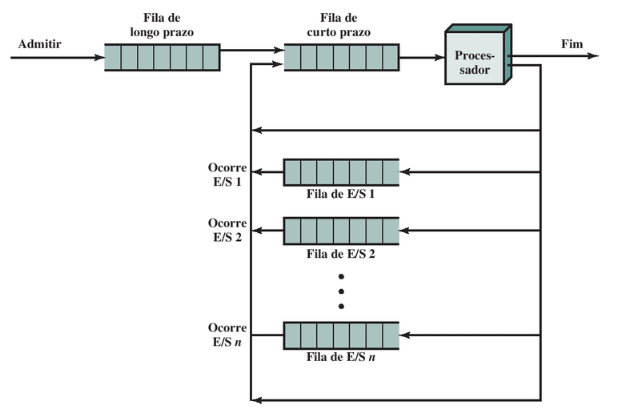 Fila de
longo prazo
Fila de
curto prazo
Admitir
Proces-
sador
Fim
Ocorre
E/S 1
Fila de E/S 1
Ocorre
E/S 2
Fila de E/S 2
Ocorre
E/S n
Fila de E/S n